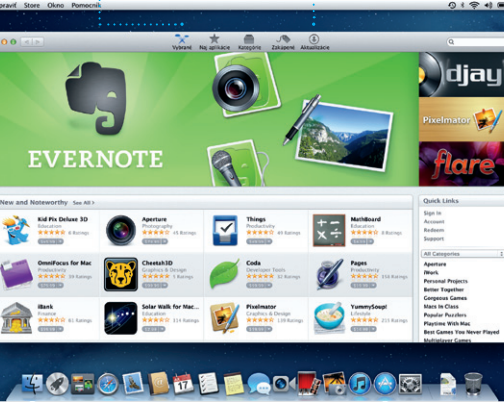 Store Okno Pomocník
Vybrané Naj aplikácie Kategórie Zakúpené Aktualizácie
EVERNOTE
djay
Pixelmator
flare
New and Noteworthy See All >
Quick Links
Sign In
Account
Redeem
Support
All Categories
Kid Pix Deluxe 3D
Education
Aperture
Photography
Things
Productivity
MathBoard
Education
OmniFocus for Mac
Productivity
Cheetah3D
Graphics & Design
Coda
Developer Tools
Pages
Productivity
iBank
Finance
Solar Walk for Mac...
Education
Pixelmator
Graphics & Design
YummySoup!
Lifestyle
Aperture
iWork
Personal Projects
Better Together
Gorgeous Games
Macs In Class
Popular Puzzlers
Playtime With Mac
Best Games You Never Played
Multiplayer Games
17